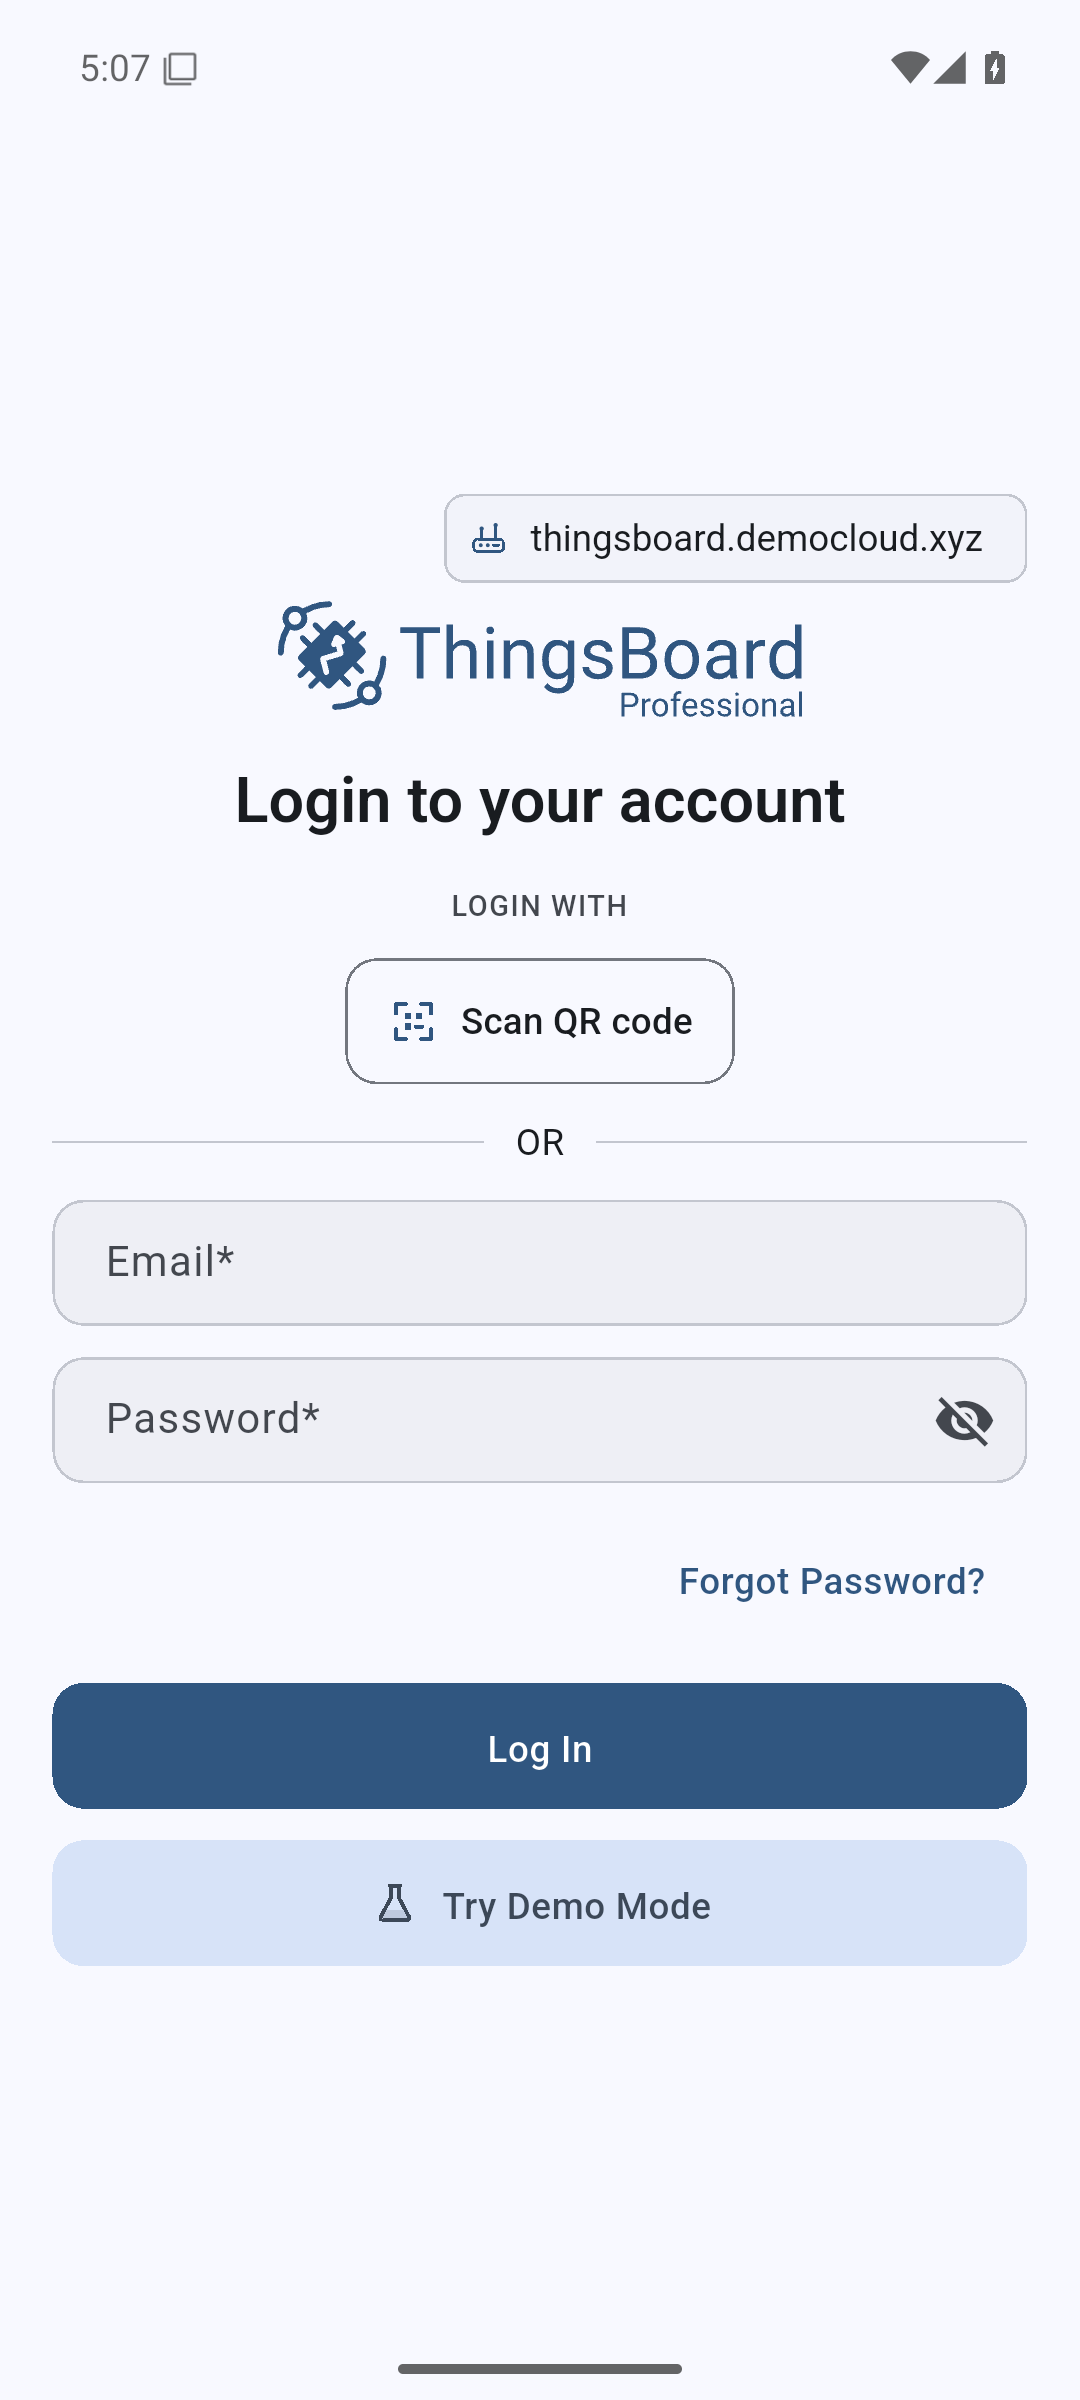 5:07
thingsboard.democloud.xyz
ThingsBoard
Professional
Login to your account
LOGIN WITH
Scan QR code
OR
Email*
Password*
Forgot Password?
Log In
Try Demo Mode